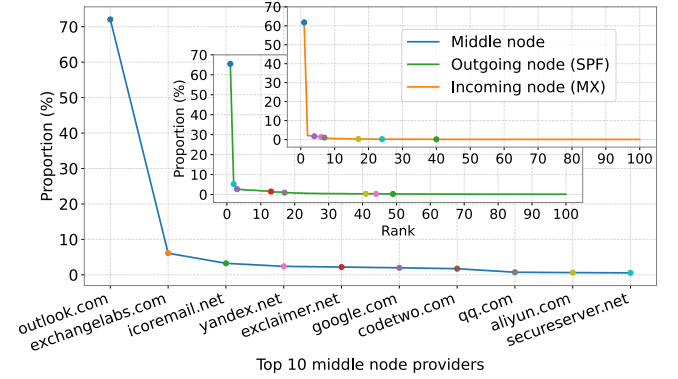 Proportion (%)
70
60
50
40
30
20
10
0
outlook.com
exchangelabs.com
icoremail.net
yandex.net
exclaimer.net
google.com
codetwo.com
qq.com
aliyun.com
secureserver.net
Top 10 middle node providers
Proportion (%)
70
60
50
40
30
20
10
0
0 10 20 30 40 50 60 70 80 90 100
Rank
70
60
50
40
30
20
10
0
0 10 20 30 40 50 60 70 80 90 100
Middle node
Outgoing node (SPF)
Incoming node (MX)